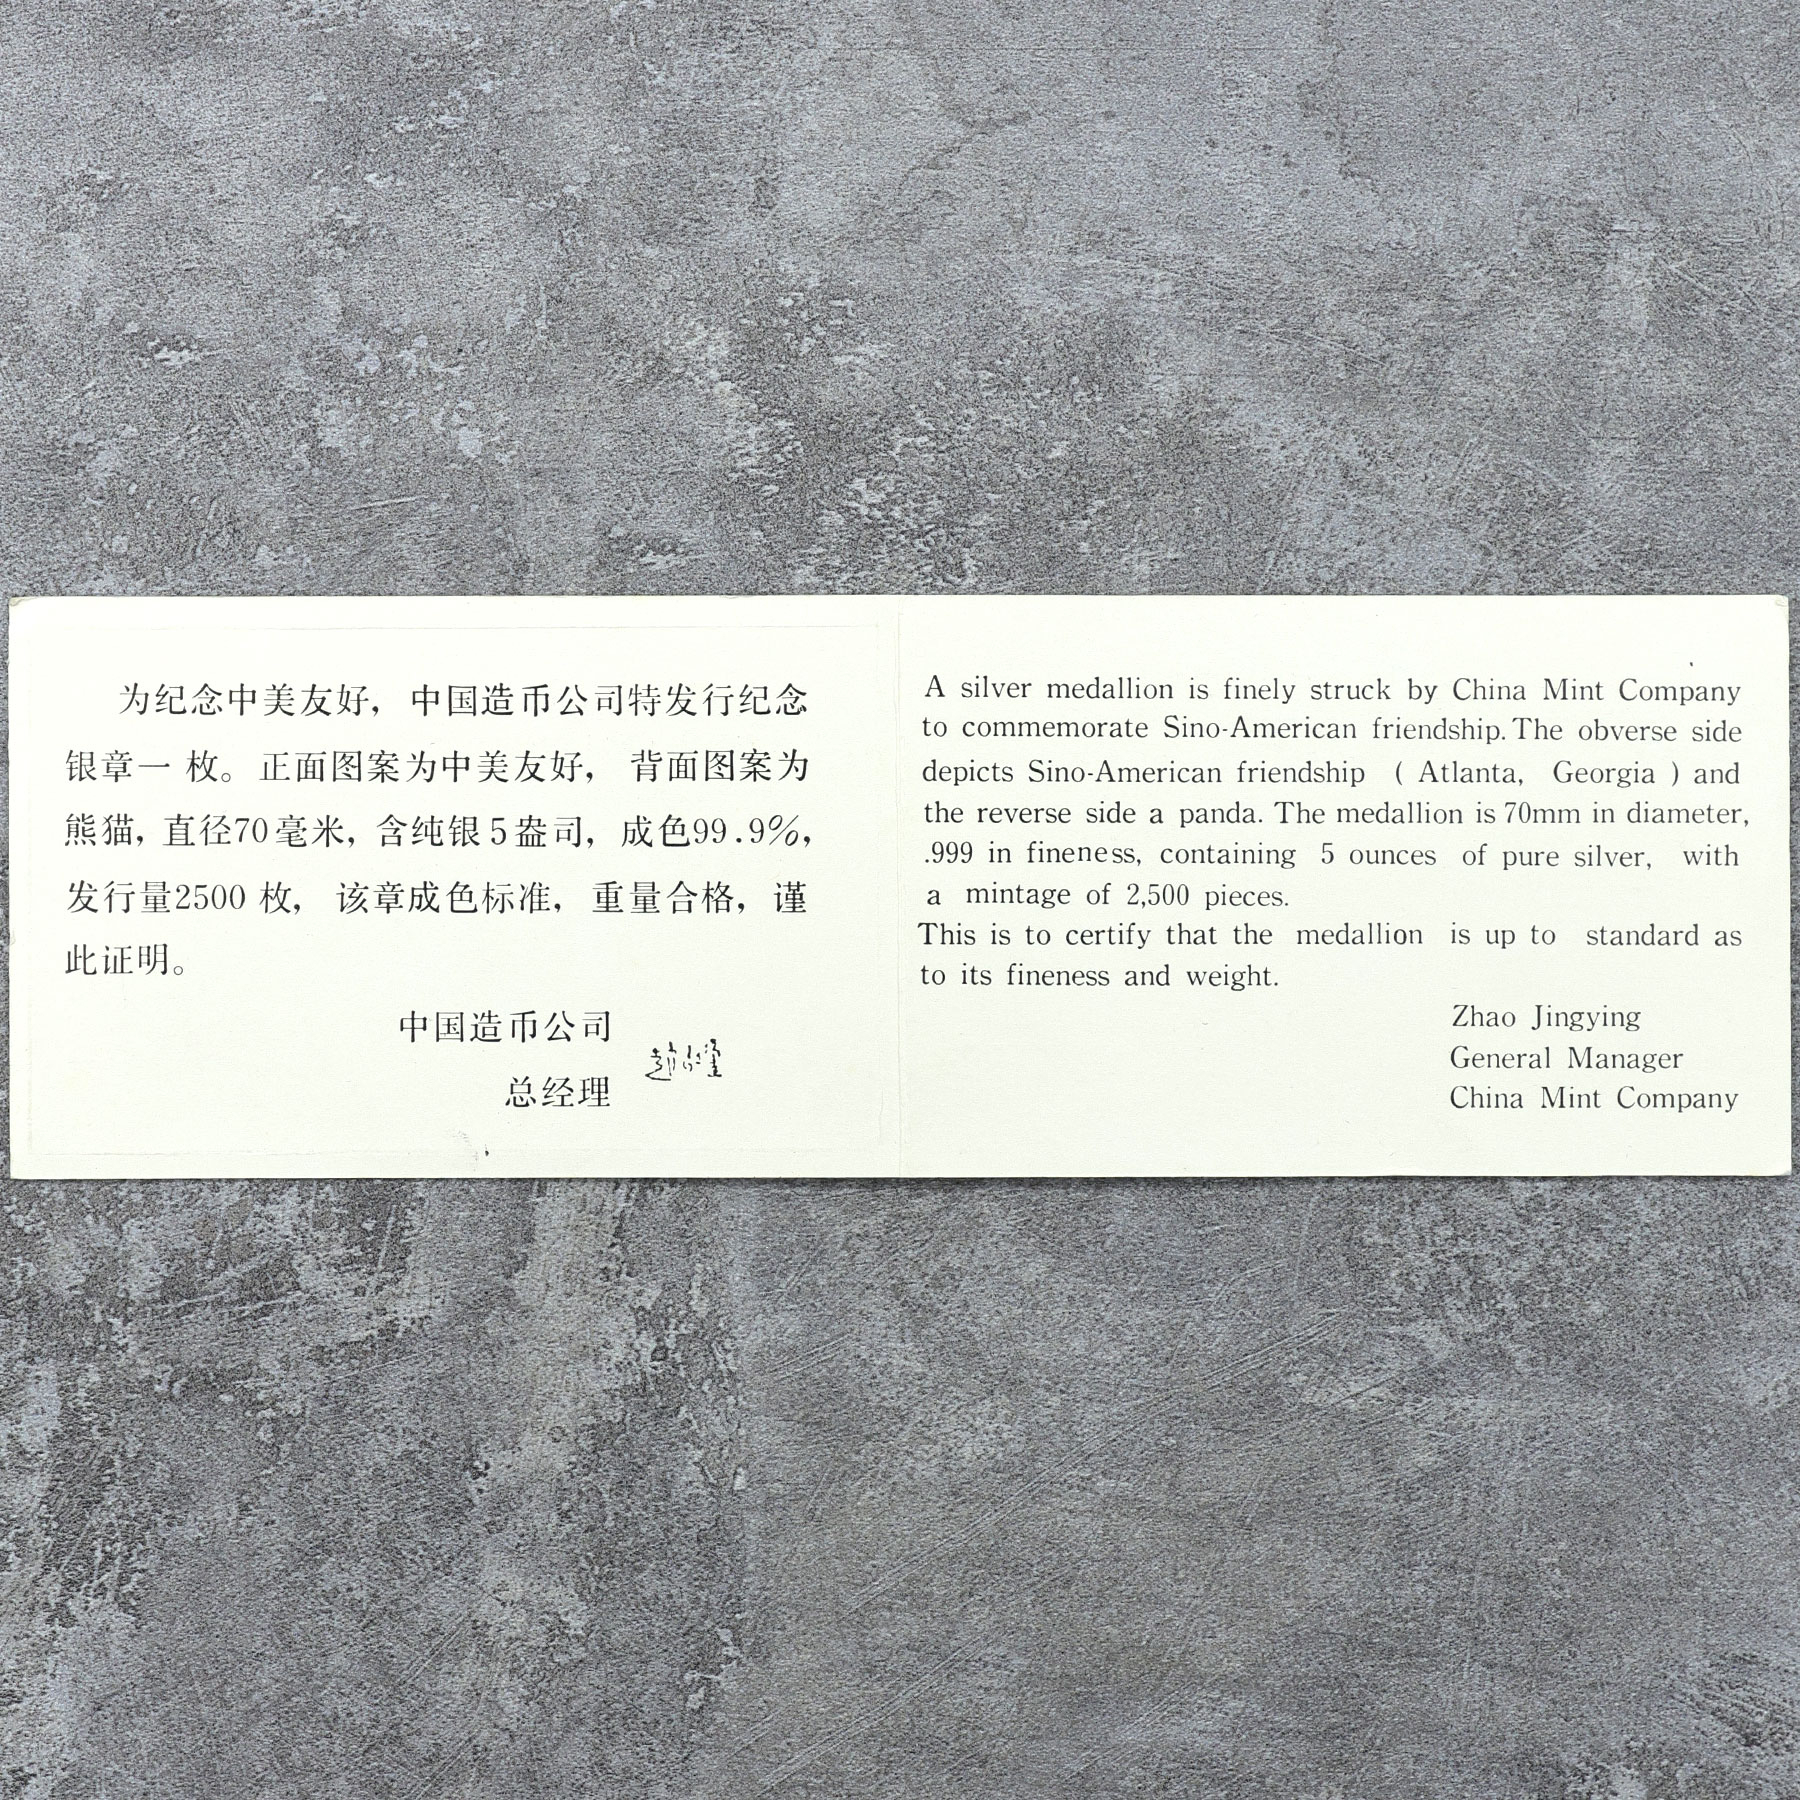 为纪念中美友好，中国造币公司特发行纪念
银章一 枚。正面图案为中美友好， 背面图案为
熊猫，直径70毫米，含纯银5盎司，成色99.9%，
发行量2500 枚， 该章成色标准，重量合格，谨
此证明。
中国造币公司
总经理
A silver medallion is finely struck by China Mint Company
to commemorate Sino-American friendship. The obverse side
depicts Sino-American friendship ( Atlanta, Georgia ) and
the reverse side a panda. The medallion is 70mm in diameter,
.999 in fineness, containing 5 ounces of pure silver, with
a mintage of 2,500 pieces.
This is to certify that the medallion is up to standard as
to its fineness and weight.
Zhao Jingying
General Manager
China Mint Company